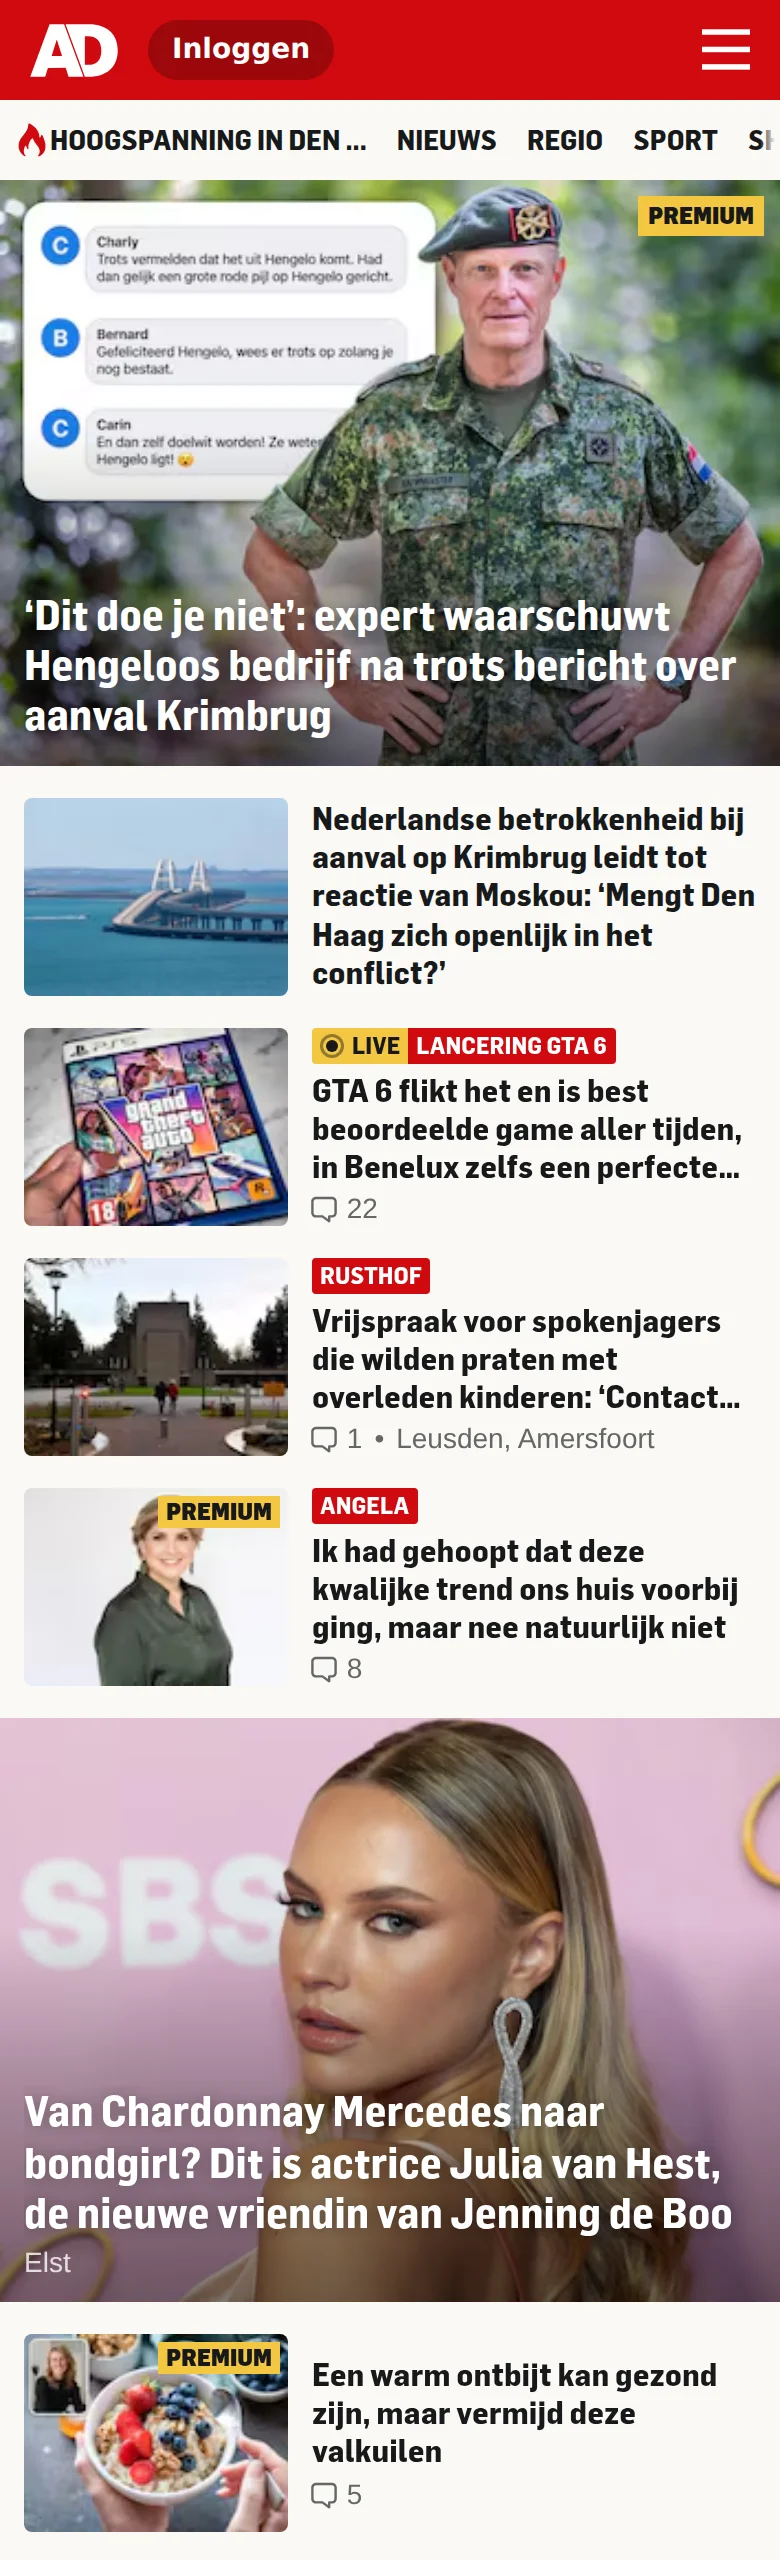 AD Inloggen
HOOGSPANNING IN DEN ... NIEUWS REGIO SPORT
PREMIUM
C Charly
Trots vermelden dat het uit Hengelo komt. Had
dan gelijk een grote rode pijl op Hengelo gericht.
B Bernard
Gefeliciteerd Hengelo, wees er trots op zolang je
nog bestaat.
C Carin
En dan zelf doelwit worden! Ze weten
Hengelo ligt! 😲
‘Dit doe je niet’: expert waarschuwt
Hengeloos bedrijf na trots bericht over
aanval Krimbrug
Nederlandse betrokkenheid bij
aanval op Krimbrug leidt tot
reactie van Moskou: ‘Mengt Den
Haag zich openlijk in het
conflict?’
PS5
grand
theft
auto
18
R
LIVE LANCERING GTA 6
GTA 6 flikt het en is best
beoordeelde game aller tijden,
in Benelux zelfs een perfecte...
22
RUSTHOF
Vrijspraak voor spokenjagers
die wilden praten met
overleden kinderen: ‘Contact...
1 • Leusden, Amersfoort
PREMIUM
ANGELA
Ik had gehoopt dat deze
kwalijke trend ons huis voorbij
ging, maar nee natuurlijk niet
8
SBS
Van Chardonnay Mercedes naar
bondgirl? Dit is actrice Julia van Hest,
de nieuwe vriendin van Jenning de Boo
Elst
PREMIUM
Een warm ontbijt kan gezond
zijn, maar vermijd deze
valkuilen
5